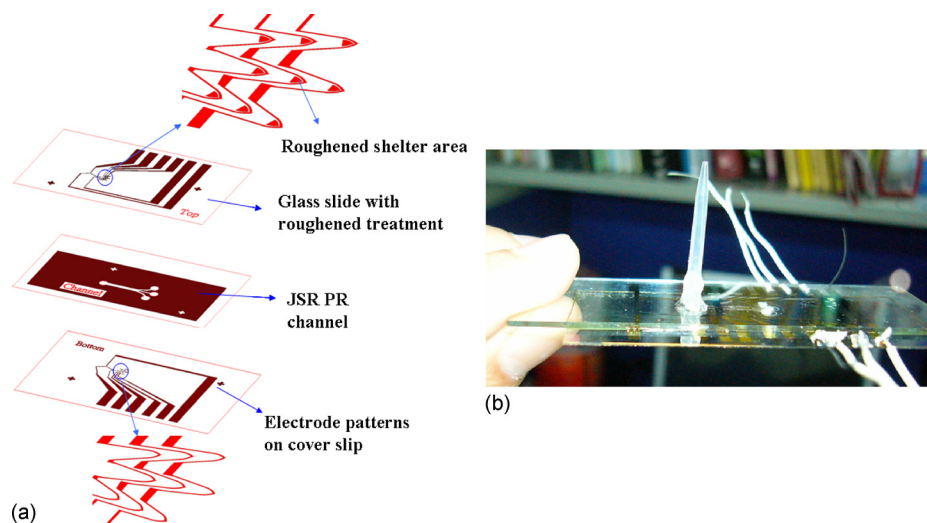 Roughened shelter area
Glass slide with
roughened treatment
Top
Channel
JSR PR
channel
Bottom
Electrode patterns
on cover slip
(a)
(b)